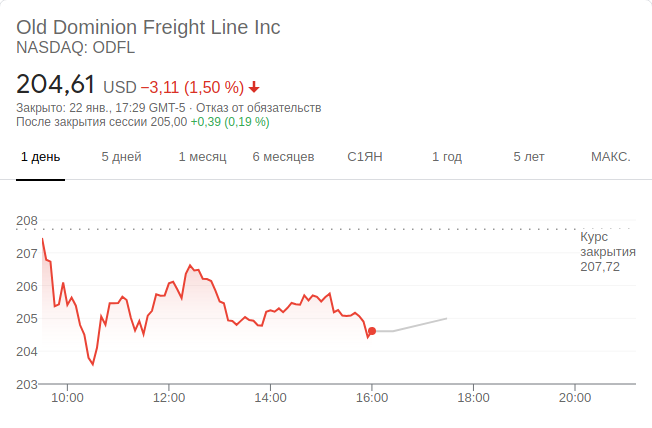 Old Dominion Freight Line Inc
NASDAQ: ODFL
204,61 USD −3,11 (1,50 %)
Закрыто: 22 янв., 17:29 GMT-5 · Отказ от обязательств
После закрытия сессии 205,00 +0,39 (0,19 %)
1 день 5 дней 1 месяц 6 месяцев С1ЯН 1 год 5 лет МАКС.
208
Курс
закрытия
207,72
207
206
205
204
203
10:00 12:00 14:00 16:00 18:00 20:00